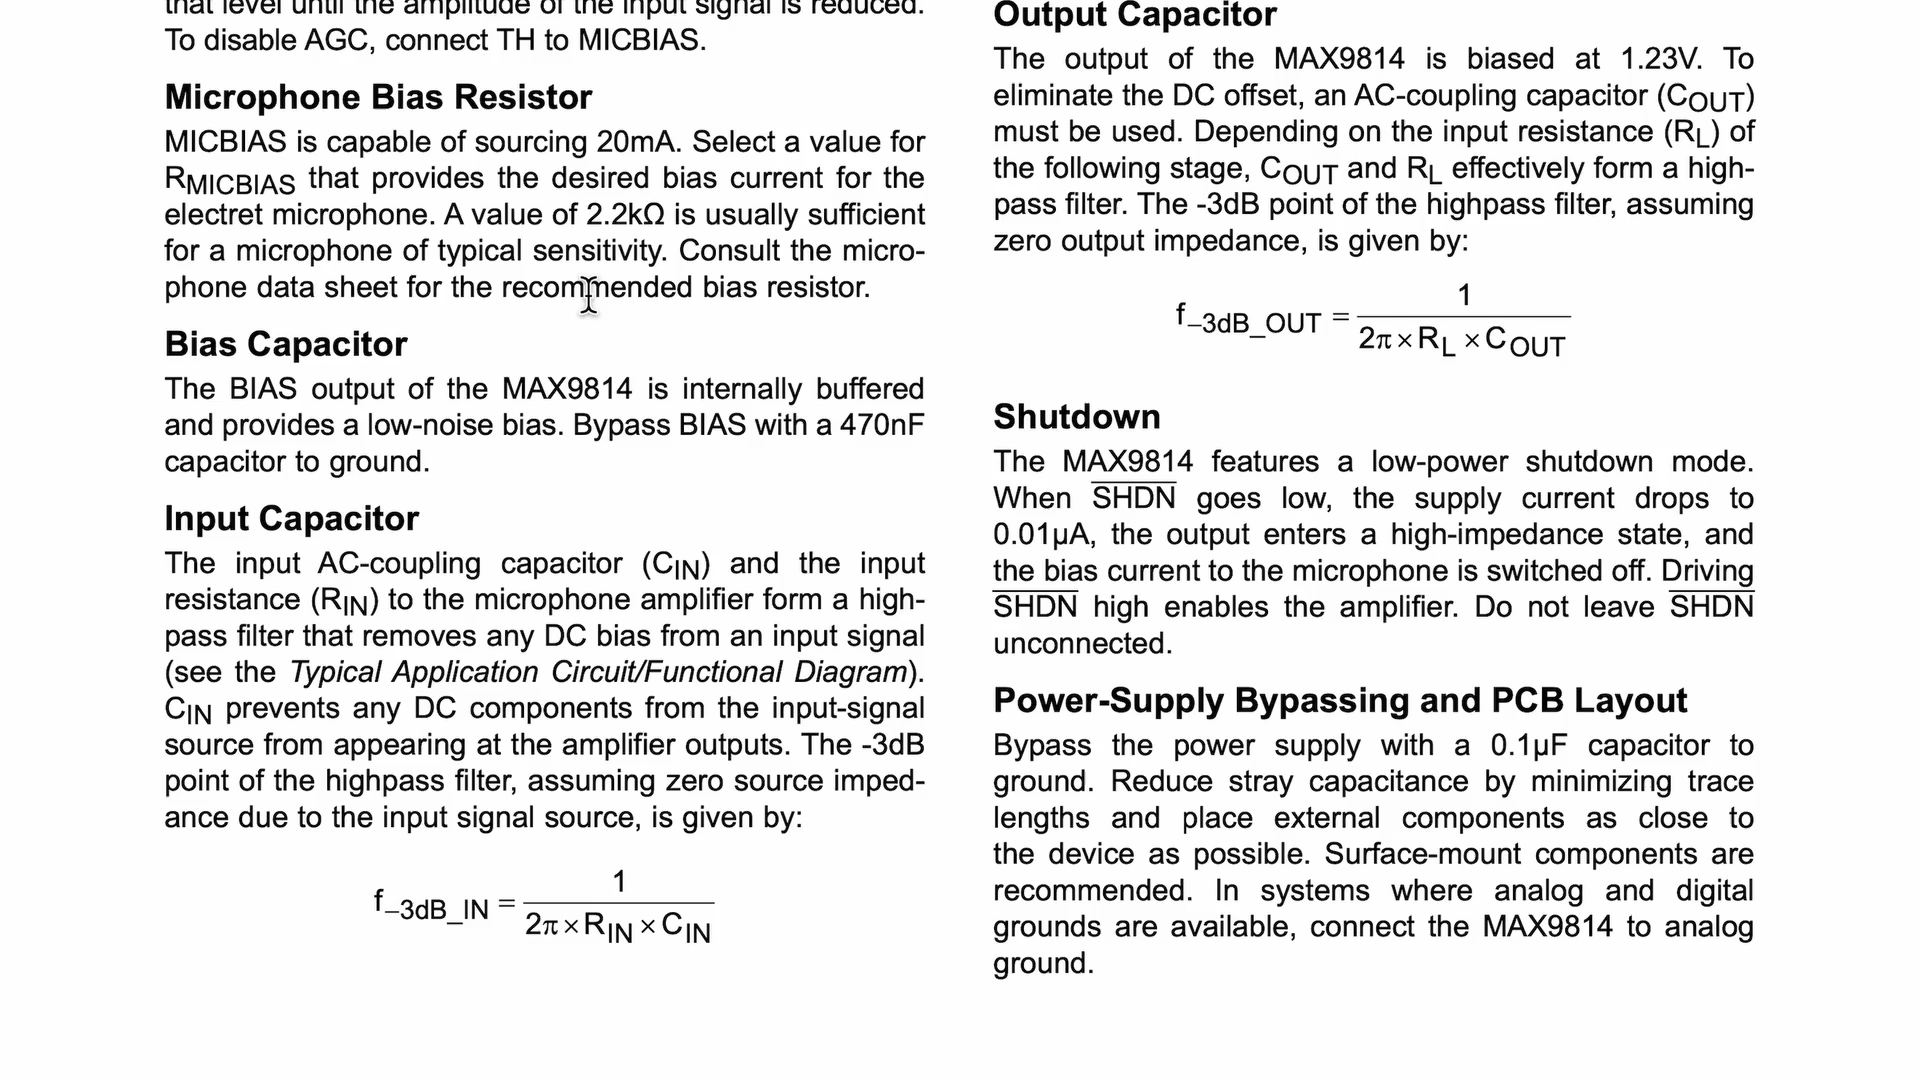 that level until the amplitude of the input signal is reduced.
To disable AGC, connect TH to MICBIAS.
Microphone Bias Resistor
MICBIAS is capable of sourcing 20mA. Select a value for
RMICBIAS that provides the desired bias current for the
electret microphone. A value of 2.2kΩ is usually sufficient
for a microphone of typical sensitivity. Consult the micro-
phone data sheet for the recommended bias resistor.
Bias Capacitor
The BIAS output of the MAX9814 is internally buffered
and provides a low-noise bias. Bypass BIAS with a 470nF
capacitor to ground.
Input Capacitor
The input AC-coupling capacitor (CIN) and the input
resistance (RIN) to the microphone amplifier form a high-
pass filter that removes any DC bias from an input signal
(see the Typical Application Circuit/Functional Diagram).
CIN prevents any DC components from the input-signal
source from appearing at the amplifier outputs. The -3dB
point of the highpass filter, assuming zero source imped-
ance due to the input signal source, is given by:
f−3dB_IN = 1
2π × RIN × CIN
Output Capacitor
The output of the MAX9814 is biased at 1.23V. To
eliminate the DC offset, an AC-coupling capacitor (COUT)
must be used. Depending on the input resistance (RL) of
the following stage, COUT and RL effectively form a high-
pass filter. The -3dB point of the highpass filter, assuming
zero output impedance, is given by:
f−3dB_OUT = 1
2π × RL × COUT
Shutdown
The MAX9814 features a low-power shutdown mode.
When SHDN goes low, the supply current drops to
0.01µA, the output enters a high-impedance state, and
the bias current to the microphone is switched off. Driving
SHDN high enables the amplifier. Do not leave SHDN
unconnected.
Power-Supply Bypassing and PCB Layout
Bypass the power supply with a 0.1µF capacitor to
ground. Reduce stray capacitance by minimizing trace
lengths and place external components as close to
the device as possible. Surface-mount components are
recommended. In systems where analog and digital
grounds are available, connect the MAX9814 to analog
ground.